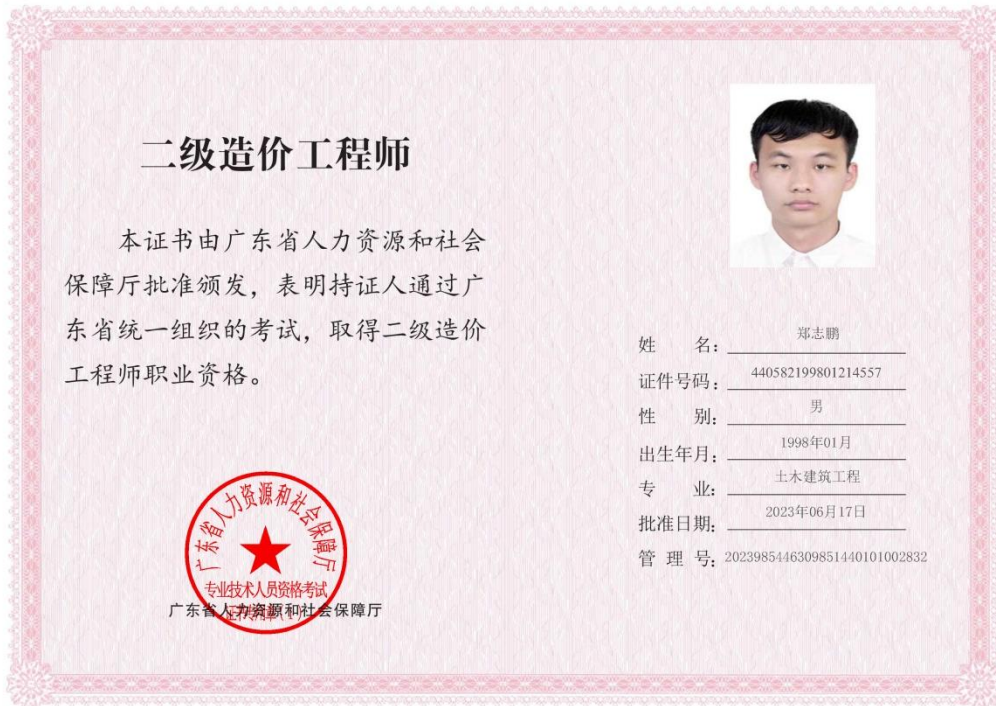 二级造价工程师
本证书由广东省人力资源和社会
保障厅批准颁发，表明持证人通过广
东省统一组织的考试，取得二级造价
工程师职业资格。
广东省人力资源和社会保障厅
专业技术人员资格考试
广东省人力资源和社会保障厅
姓 名：郑志鹏
证件号码：440582199801214557
性 别：男
出生年月：1998年01月
专 业：土木建筑工程
批准日期：2023年06月17日
管 理 号：2023985446309851440101002832